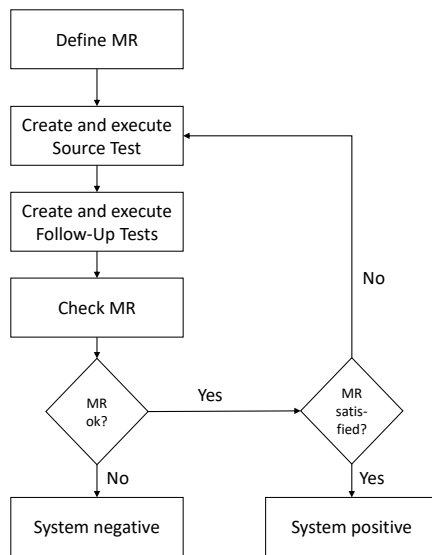 Define MR
Create and execute
Source Test
Create and execute
Follow-Up Tests
No
Check MR
Yes
MR
ok?
MR
satis-
fied?
No
Yes
System negative
System positive